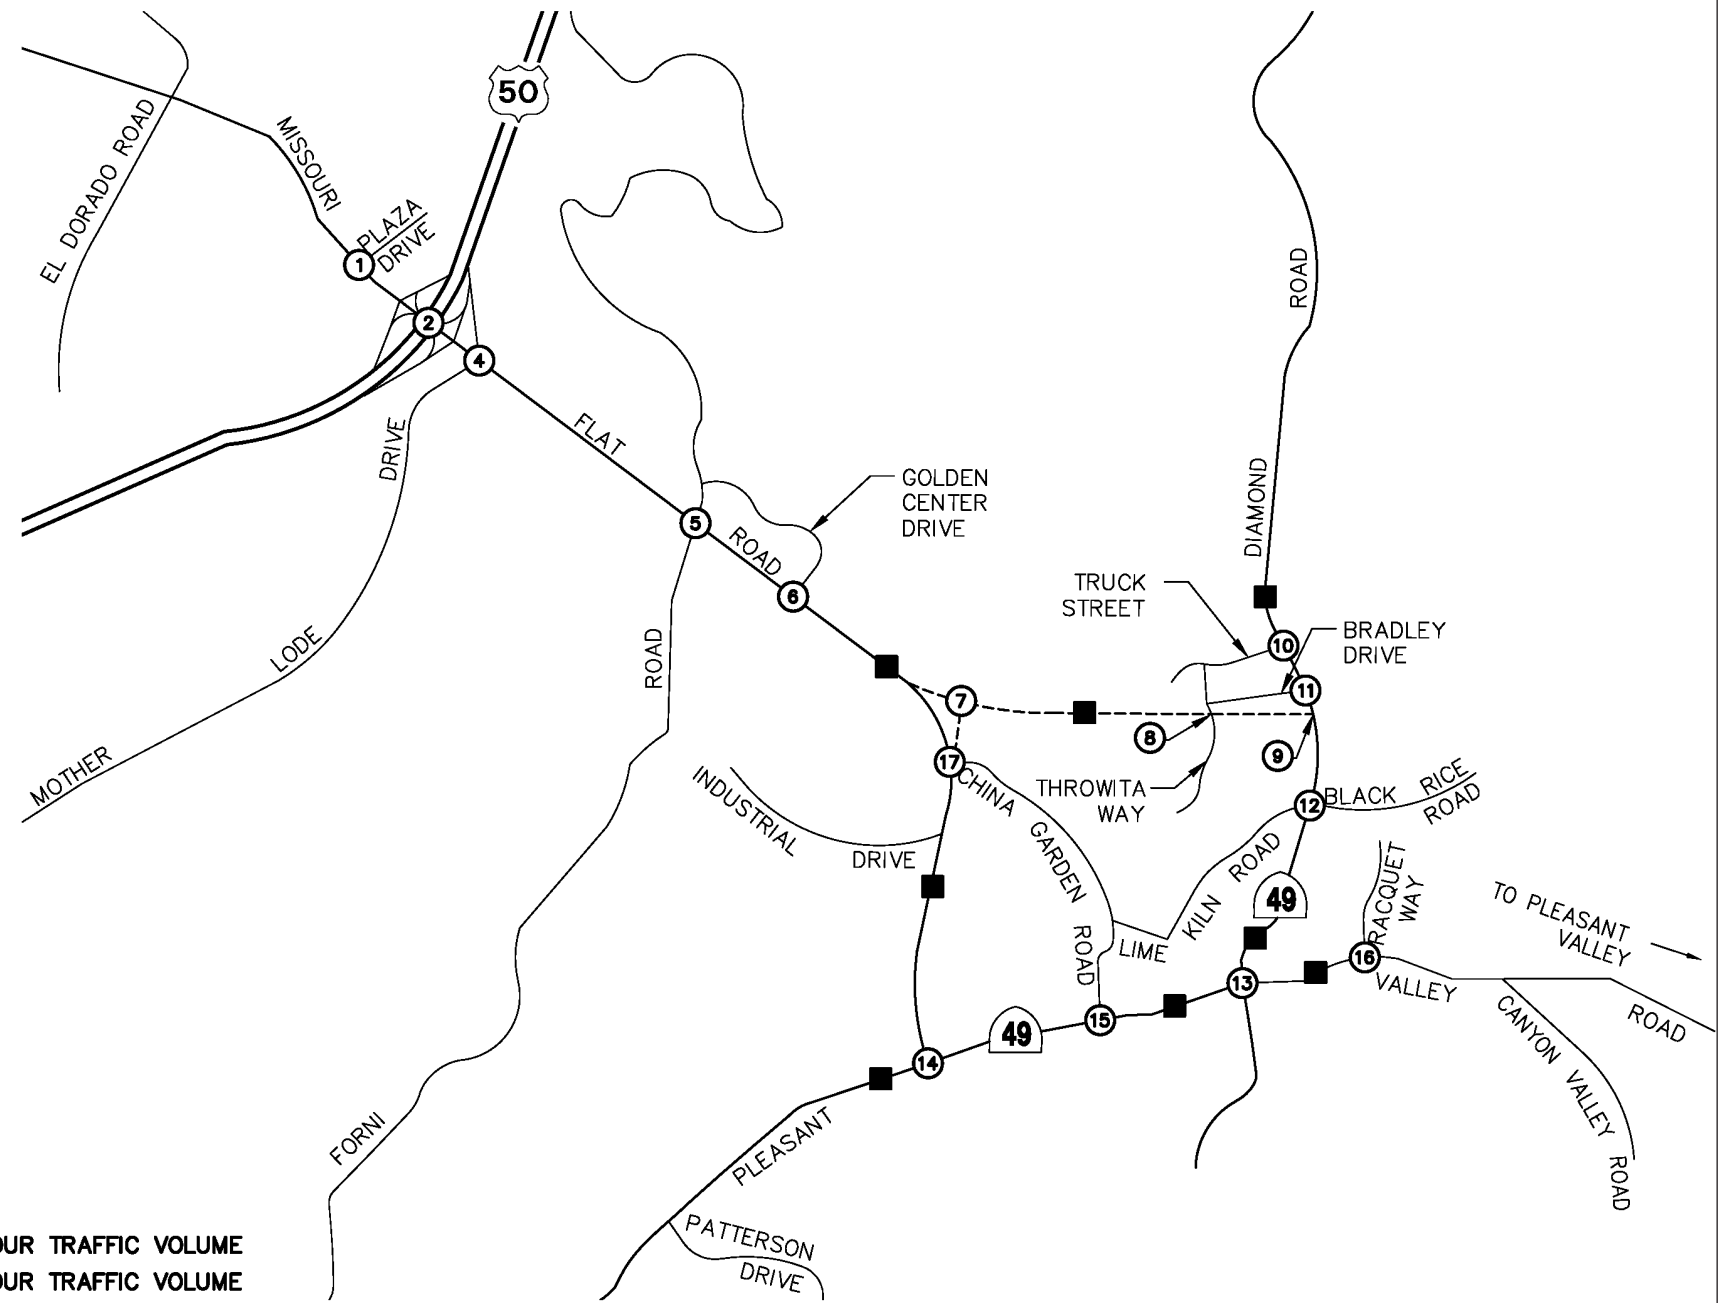 50
EL DORADO ROAD
MISSOURI
PLAZA
DRIVE
1
2
4
ROAD
FLAT
DRIVE
GOLDEN
CENTER
DRIVE
DIAMOND
5
ROAD
6
TRUCK
STREET
BRADLEY
DRIVE
10
11
LODE
ROAD
7
8
9
MOTHER
17
THROWITA
WAY
INDUSTRIAL
DRIVE
CHINA
GARDEN
ROAD
12
BLACK
RICE
ROAD
LIME
KILN
ROAD
49
RACQUET
WAY
TO PLEASANT
VALLEY
16
13
VALLEY
ROAD
15
49
14
CANYON VALLEY ROAD
FORNI
PLEASANT
PATTERSON
DRIVE
OUR TRAFFIC VOLUME
OUR TRAFFIC VOLUME